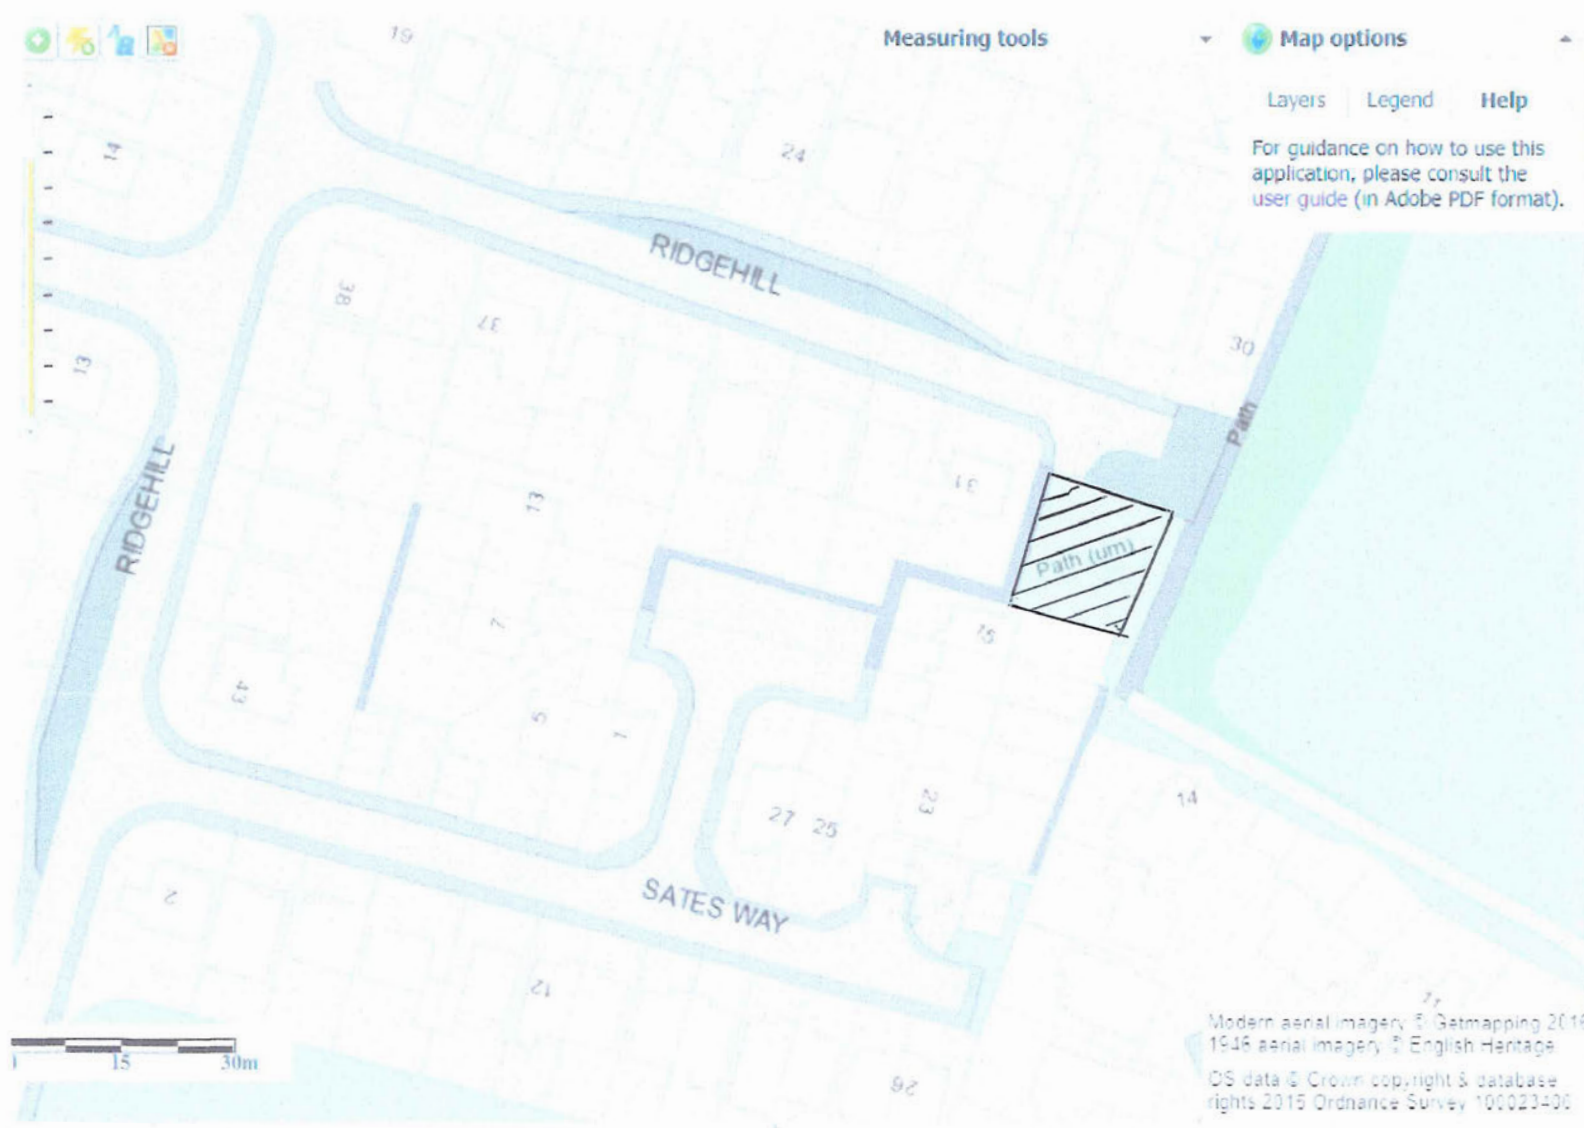 19
Measuring tools
Map options
Layers
Legend
Help
For guidance on how to use this
application, please consult the
user guide (in Adobe PDF format).
14
24
RIDGEHILL
38
37
30
13
Path
RIDGEHILL
31
13
Path (um)
7
15
43
5
1
14
27
25
23
2
SATES WAY
12
26
15
30m
Modern aerial imagery © Getmapping 2016
1946 aerial imagery © English Heritage
OS data © Crown copyright & database
rights 2015 Ordnance Survey 100023406